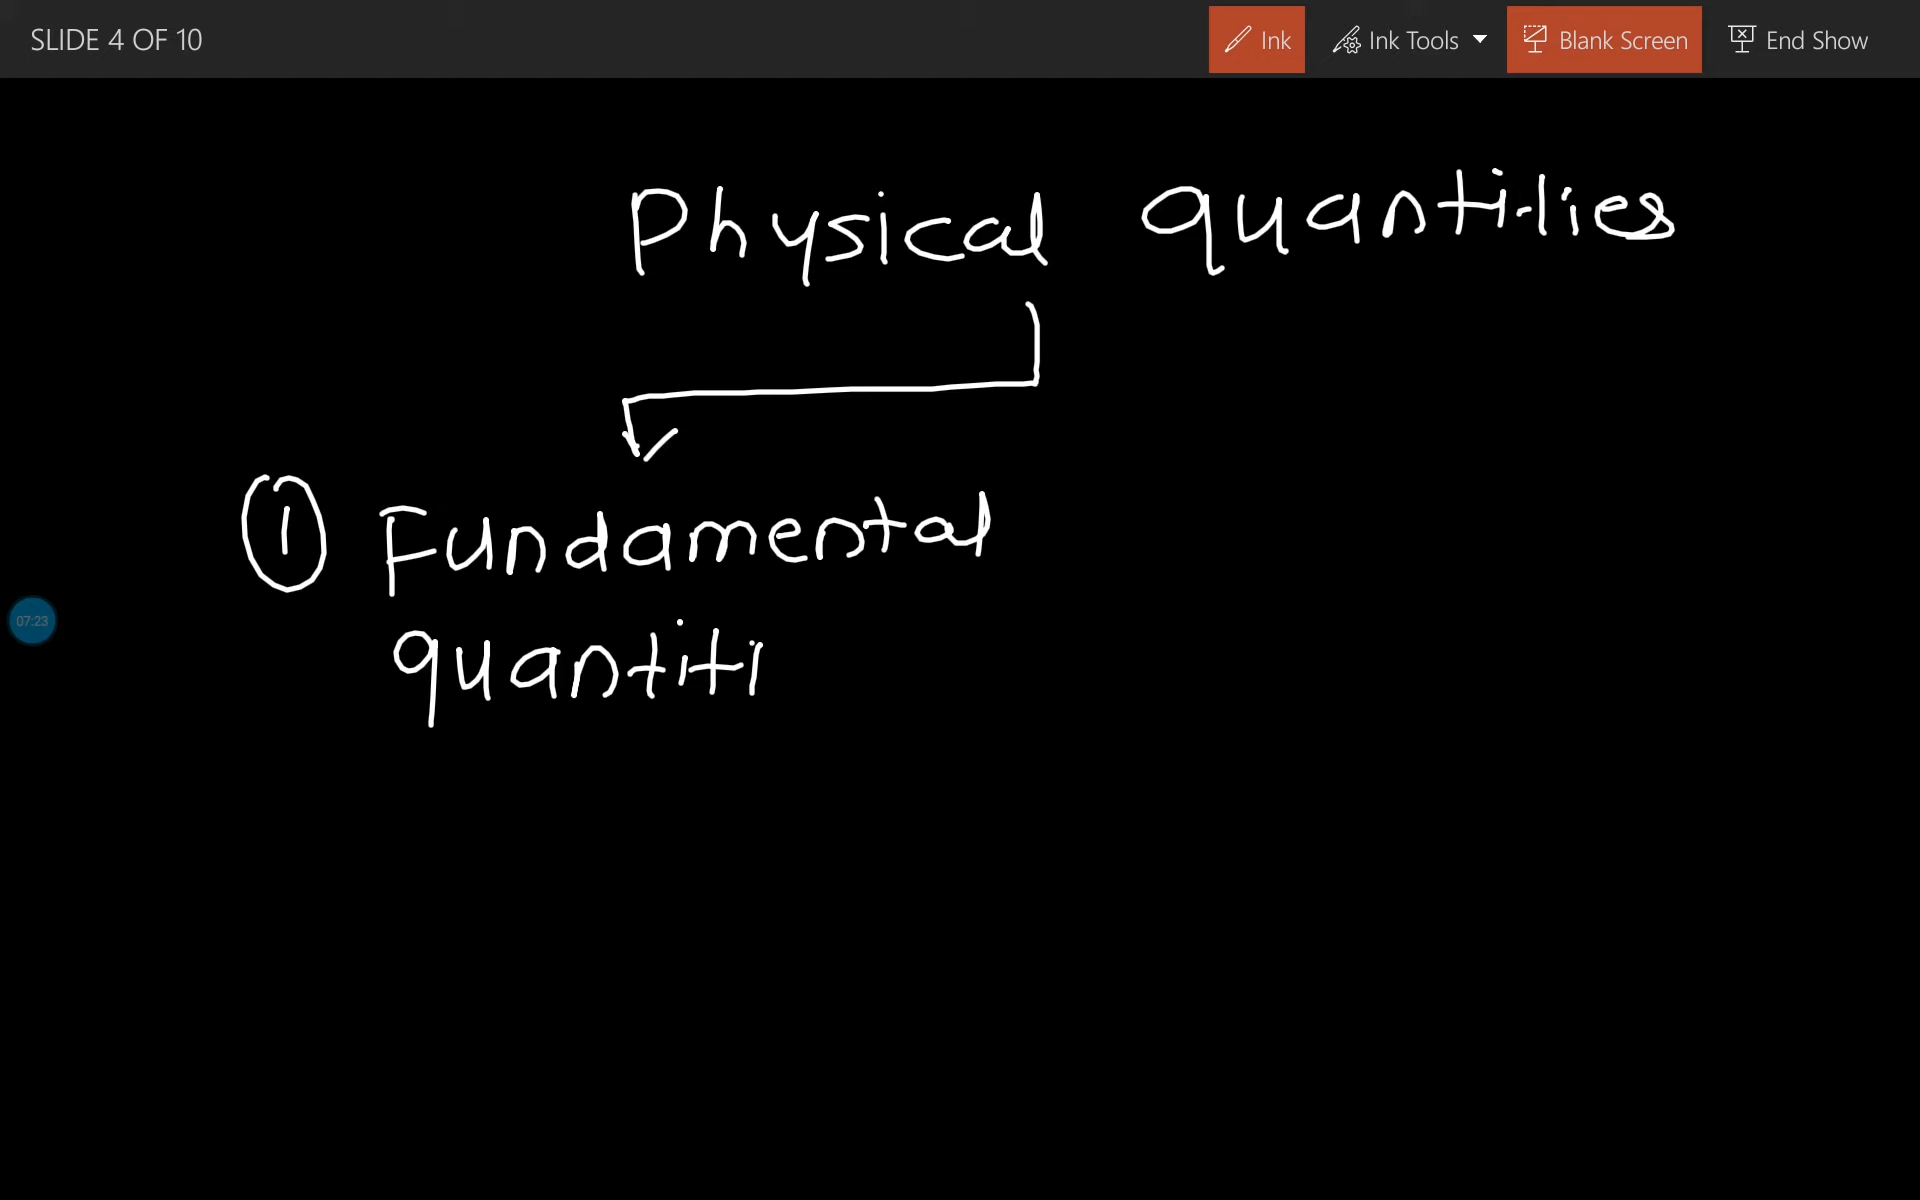 SLIDE 4 OF 10 Ink Ink Tools Blank Screen End Show
Physical quantities
1 Fundamental
07:23
quantiti